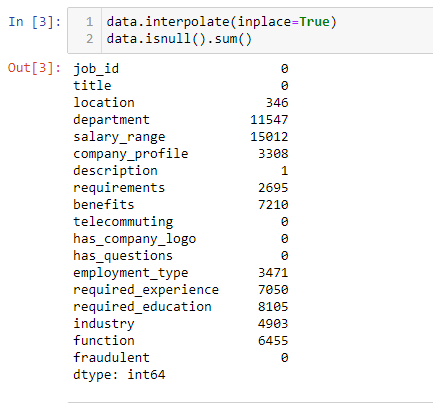 In [3]: 1 data.interpolate(inplace=True)
2 data.isnull().sum()
Out[3]: job_id 0
title 0
location 346
department 11547
salary_range 15012
company_profile 3308
description 1
requirements 2695
benefits 7210
telecommuting 0
has_company_logo 0
has_questions 0
employment_type 3471
required_experience 7050
required_education 8105
industry 4903
function 6455
fraudulent 0
dtype: int64